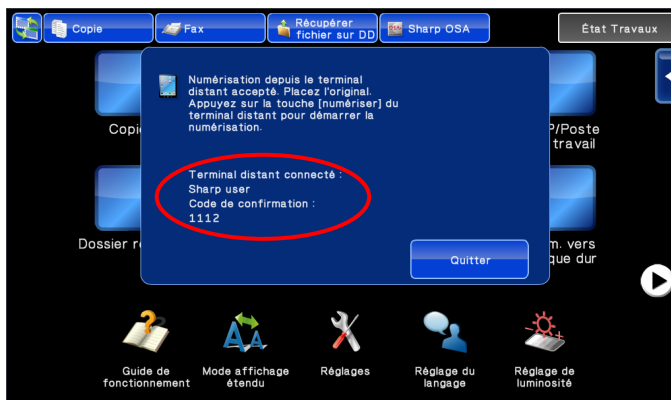 Copie
Fax
Récupérer
fichier sur DD
Sharp OSA
État Travaux
Numérisation depuis le terminal
distant accepté. Placez l'original.
Appuyez sur la touche [numériser] du
terminal distant pour démarrer la
numérisation.
Terminal distant connecté :
Sharp user
Code de confirmation :
1112
Quitter
travail
Dossier
vers
que dur
Guide de
fonctionnement
Mode affichage
étendu
Réglages
Réglage du
langage
Réglage de
luminosité